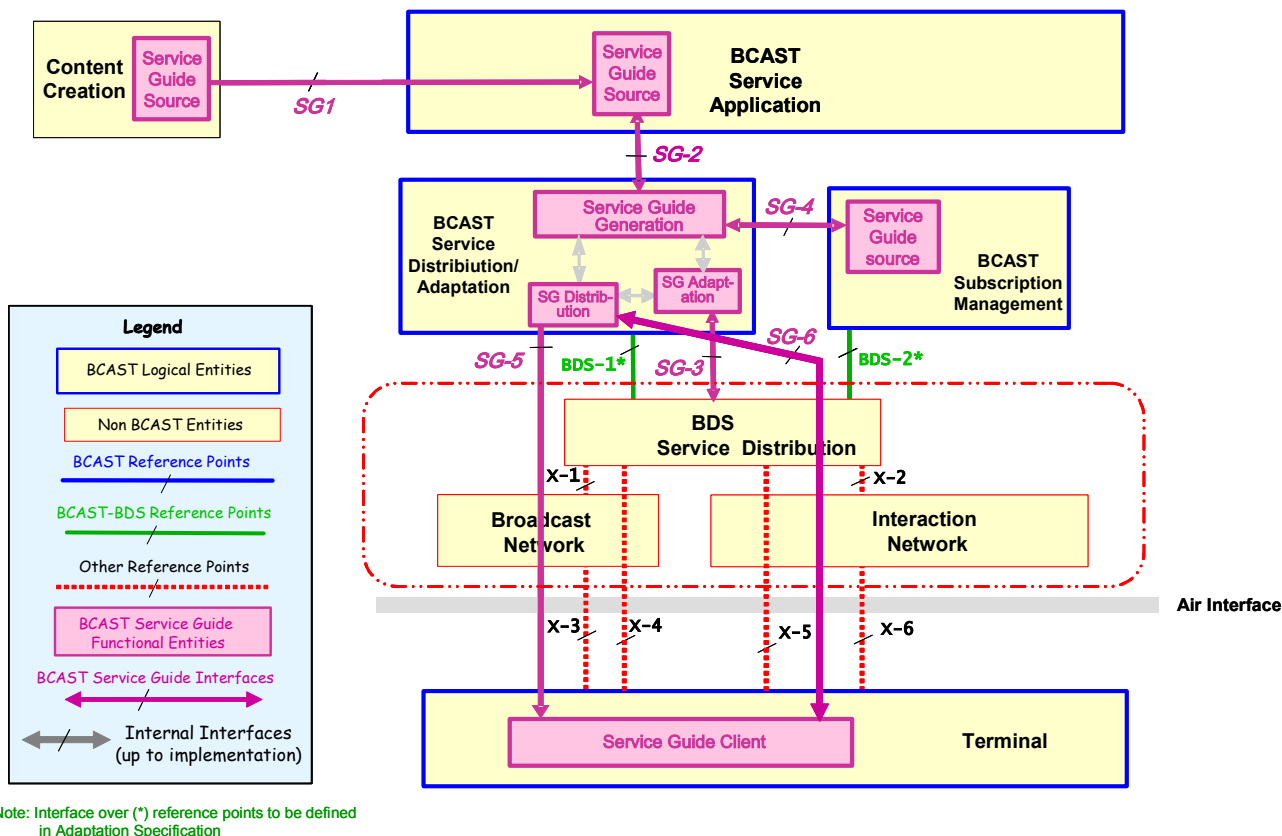 Content
Creation
Service
Guide
Source
SG1
Service
Guide
Source
BCAST
Service
Application
SG-2
BCAST
Service
Distribiution/
Adaptation
Service Guide
Generation
SG Distrib-
ution
SG Adapt-
ation
SG-4
Service
Guide
source
BCAST
Subscription
Management
SG-5
BDS-1*
SG-3
SG-6
BDS-2*
BDS
Service Distribution
X-1
X-2
Broadcast
Network
Interaction
Network
Air Interface
X-3
X-4
X-5
X-6
Service Guide Client
Terminal
Legend
BCAST Logical Entities
Non BCAST Entities
BCAST Reference Points
BCAST-BDS Reference Points
Other Reference Points
BCAST Service Guide
Functional Entities
BCAST Service Guide Interfaces
Internal Interfaces
(up to implementation)
Note: Interface over (*) reference points to be defined
in Adaptation Specification